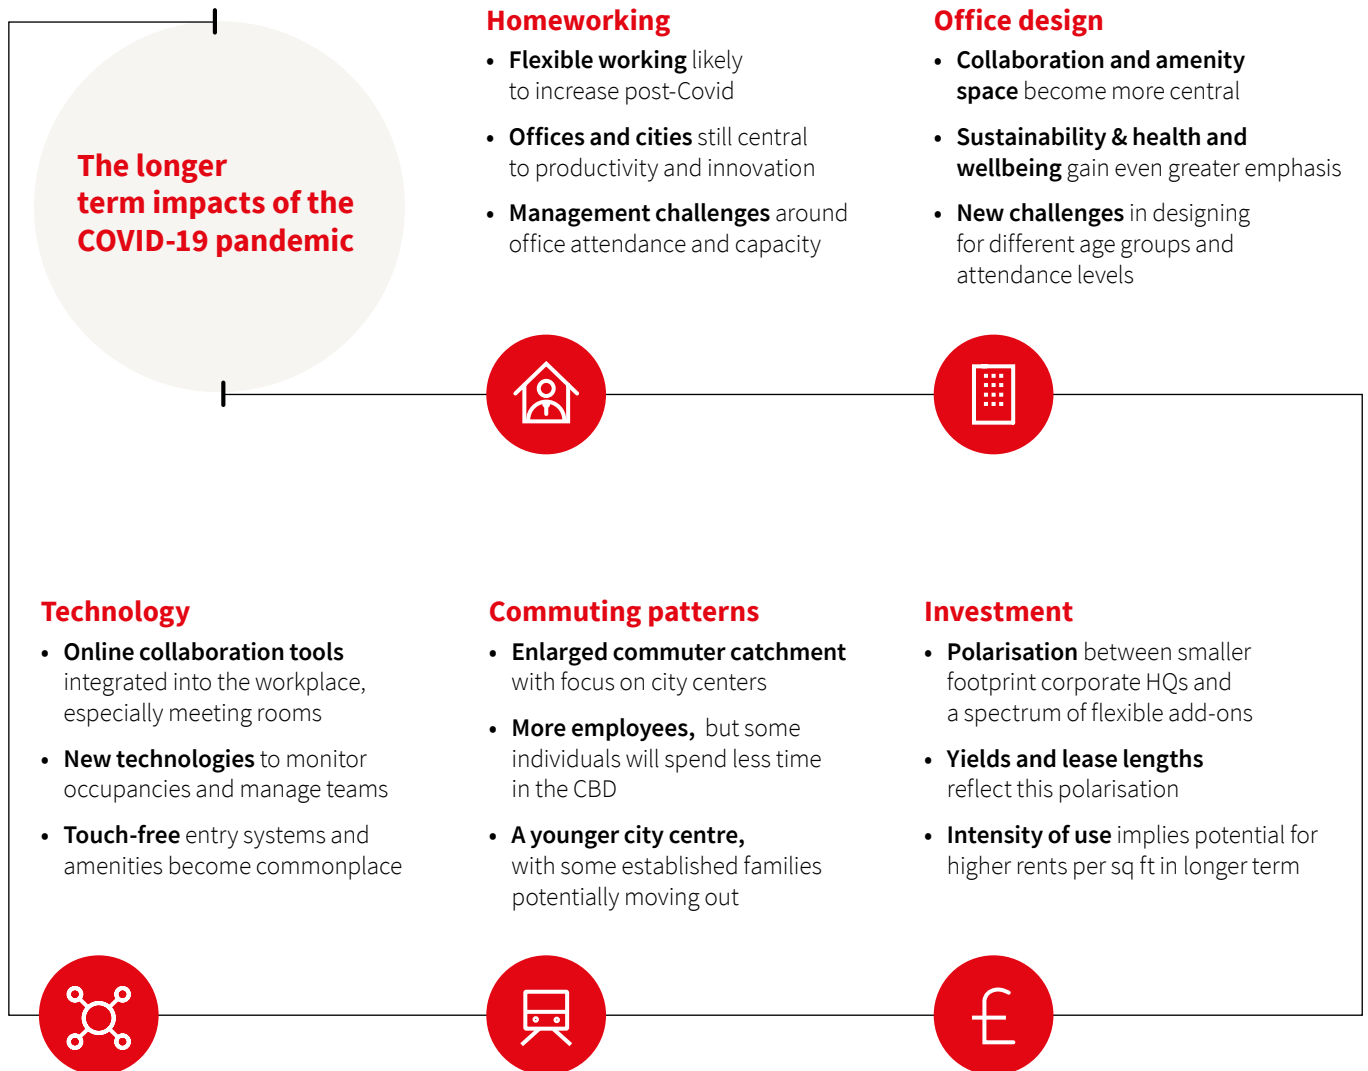 The longer
term impacts of the
COVID-19 pandemic
Homeworking
• Flexible working likely
to increase post-Covid
• Offices and cities still central
to productivity and innovation
• Management challenges around
office attendance and capacity
Office design
• Collaboration and amenity
space become more central
• Sustainability & health and
wellbeing gain even greater emphasis
• New challenges in designing
for different age groups and
attendance levels
Technology
• Online collaboration tools
integrated into the workplace,
especially meeting rooms
• New technologies to monitor
occupancies and manage teams
• Touch-free entry systems and
amenities become commonplace
Commuting patterns
• Enlarged commuter catchment
with focus on city centers
• More employees, but some
individuals will spend less time
in the CBD
• A younger city centre,
with some established families
potentially moving out
Investment
• Polarisation between smaller
footprint corporate HQs and
a spectrum of flexible add-ons
• Yields and lease lengths
reflect this polarisation
• Intensity of use implies potential for
higher rents per sq ft in longer term
£